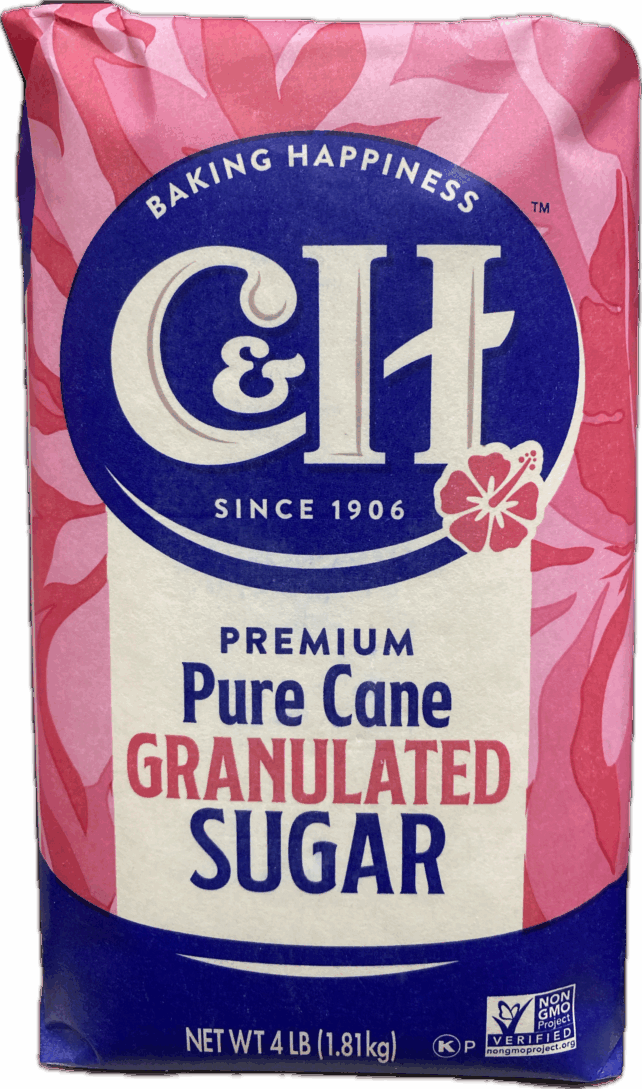 BAKING HAPPINESS
TM
C&H
SINCE 1906
PREMIUM
Pure Cane
GRANULATED
SUGAR
NET WT 4 LB (1.81kg)
K P
NON
GMO
Project
VERIFIED
nongmoproject.org